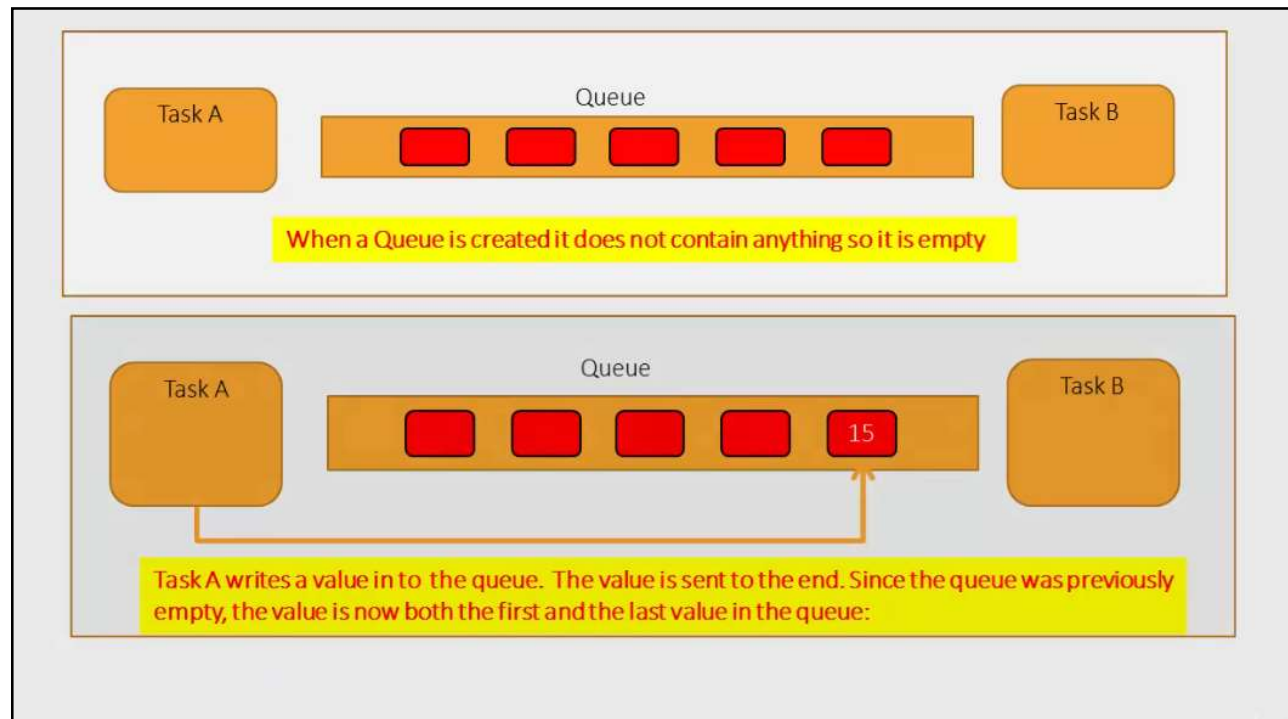 Queue
Task A
Task B
When a Queue is created it does not contain anything so it is empty
Queue
Task A
Task B
15
Task A writes a value in to the queue. The value is sent to the end. Since the queue was previously
empty, the value is now both the first and the last value in the queue: